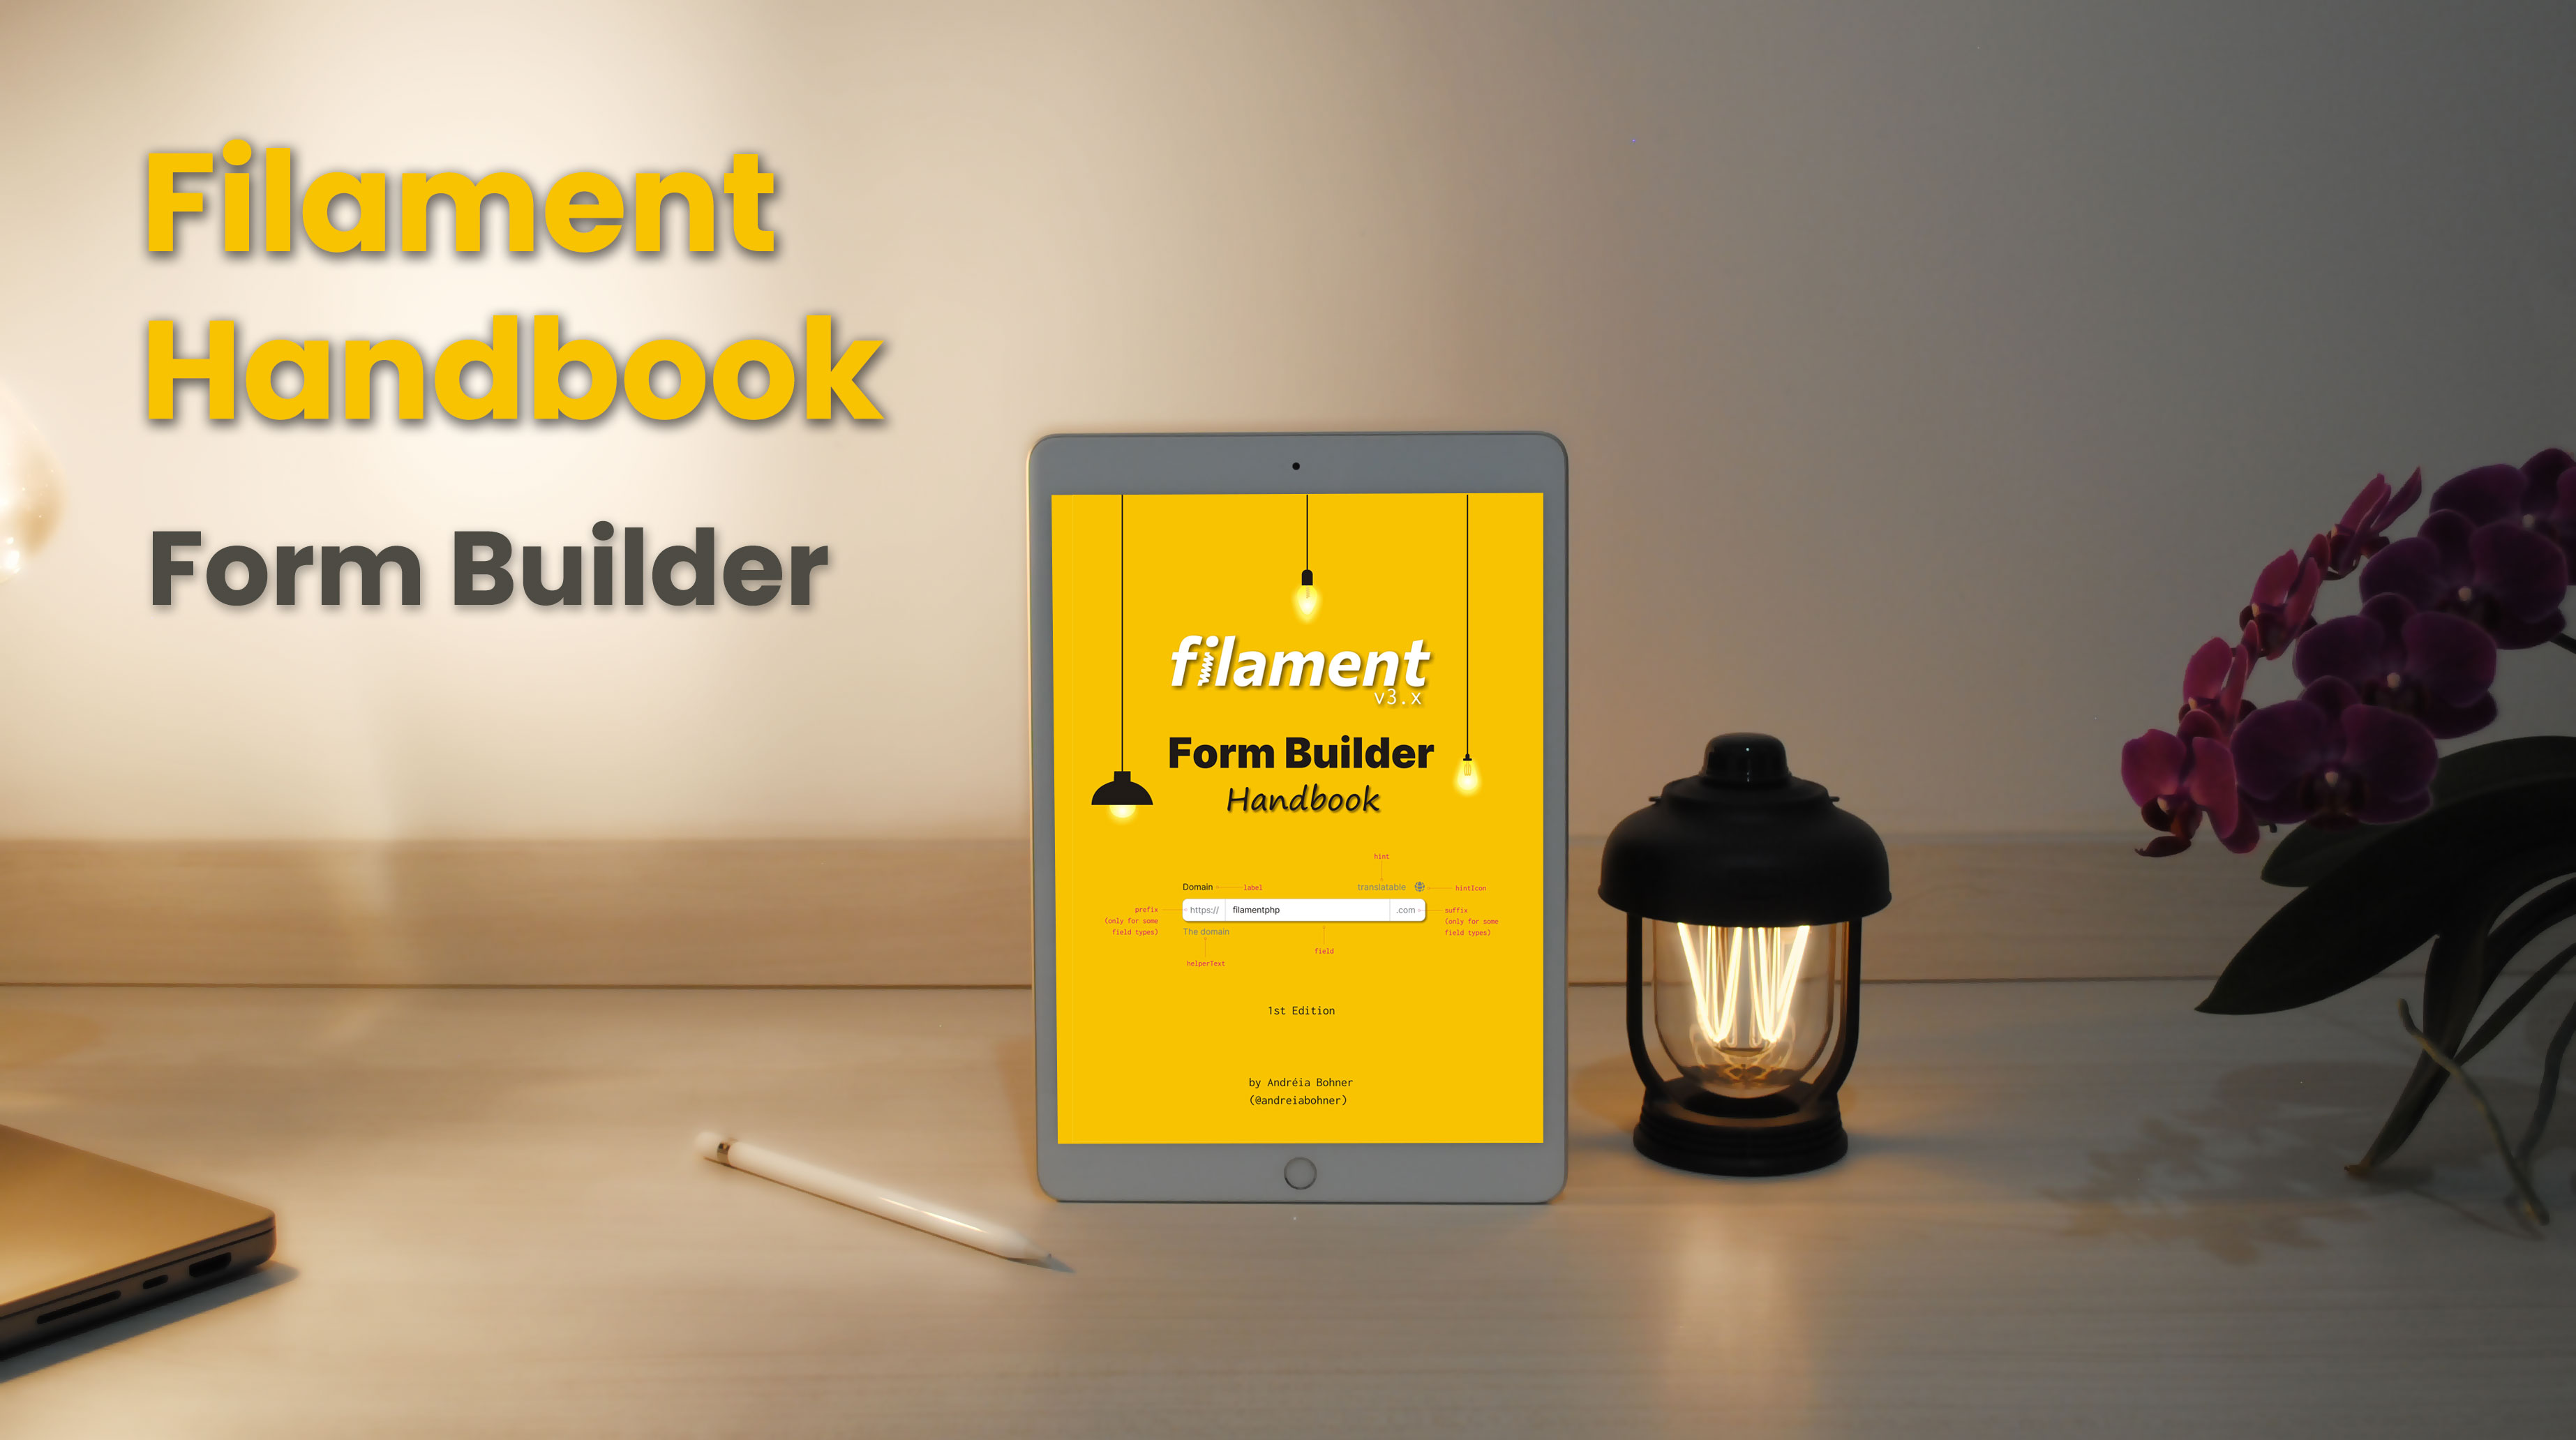 Filament
Handbook
Form Builder
filament
v3.x
Form Builder
Handbook
hint
Domain
label
translatable
hintIcon
prefix
(only for some
field types)
https://
filamentphp
.com
suffix
(only for some
field types)
The domain
field
helperText
1st Edition
by Andréia Bohner
(@andreiabohner)